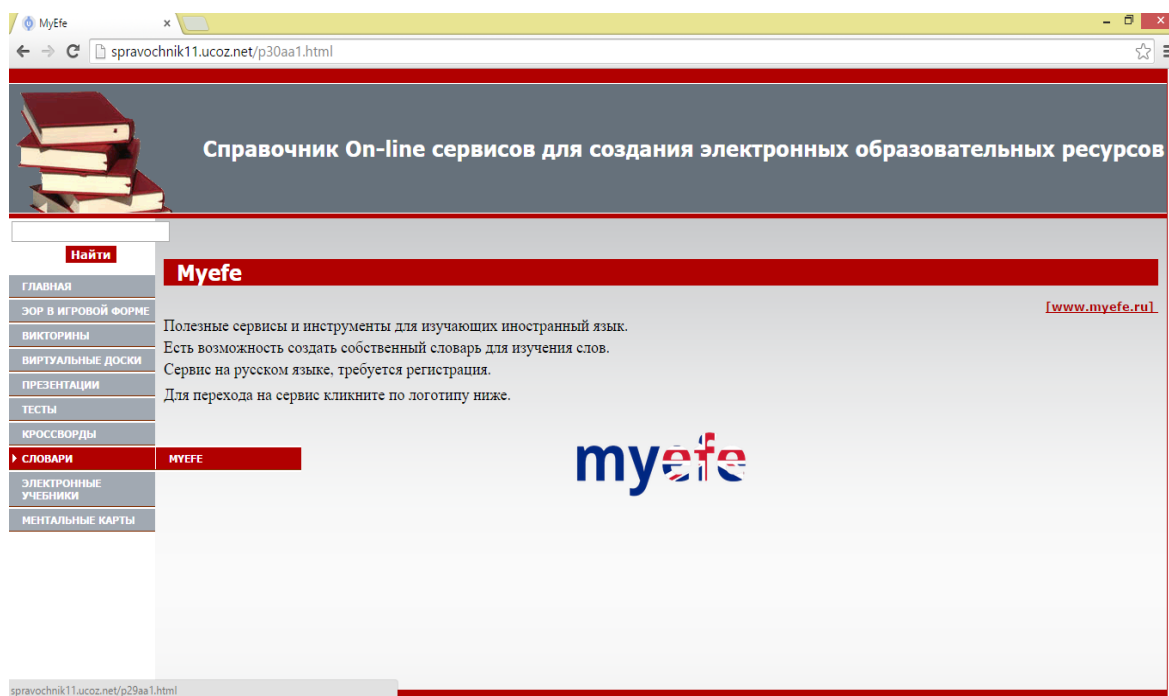 MyEfe
spravochnik11.ucoz.net/p30aa1.html
Справочник On-line сервисов для создания электронных образовательных ресурсов
Найти
ГЛАВНАЯ
ЭОР В ИГРОВОЙ ФОРМЕ
ВИКТОРИНЫ
ВИРТУАЛЬНЫЕ ДОСКИ
ПРЕЗЕНТАЦИИ
ТЕСТЫ
КРОССВОРДЫ
СЛОВАРИ
MYEFE
ЭЛЕКТРОННЫЕ
УЧЕБНИКИ
МЕНТАЛЬНЫЕ КАРТЫ
Myefe
[www.myefe.ru]
Полезные сервисы и инструменты для изучающих иностранный язык.
Есть возможность создать собственный словарь для изучения слов.
Сервис на русском языке, требуется регистрация.
Для перехода на сервис кликните по логотипу ниже.
myefe
spravochnik11.ucoz.net/p29aa1.html